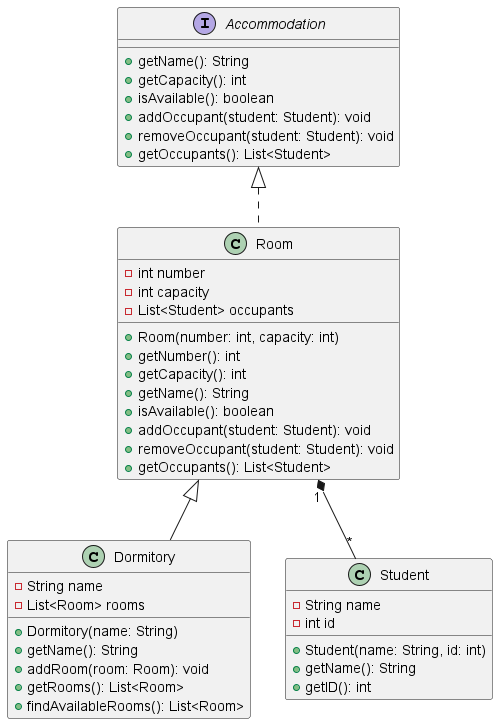 I Accommodation
getName(): String
getCapacity(): int
isAvailable(): boolean
addOccupant(student: Student): void
removeOccupant(student: Student): void
getOccupants(): List<Student>
C Room
int number
int capacity
List<Student> occupants
Room(number: int, capacity: int)
getNumber(): int
getCapacity(): int
getName(): String
isAvailable(): boolean
addOccupant(student: Student): void
removeOccupant(student: Student): void
getOccupants(): List<Student>
1
*
C Dormitory
String name
List<Room> rooms
Dormitory(name: String)
getName(): String
addRoom(room: Room): void
getRooms(): List<Room>
findAvailableRooms(): List<Room>
C Student
String name
int id
Student(name: String, id: int)
getName(): String
getID(): int